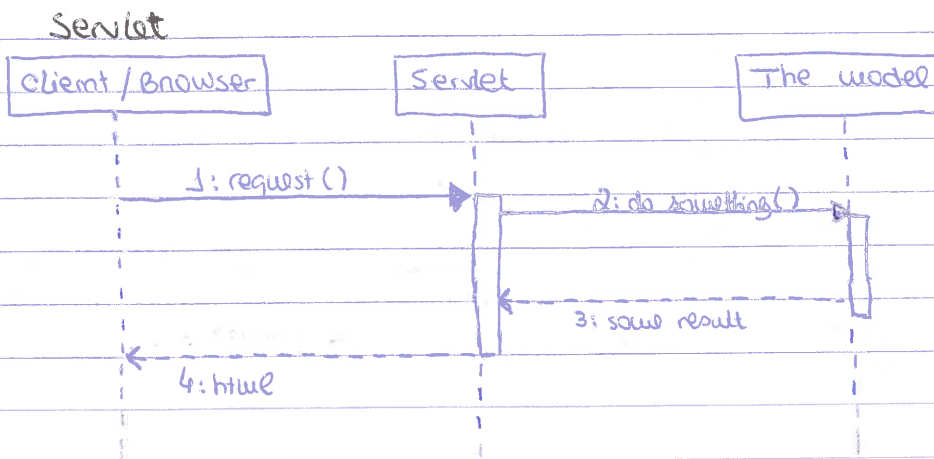 Servlet
Client / Browser
Servlet
The model
1: request ()
2: do something()
3: some result
4: html